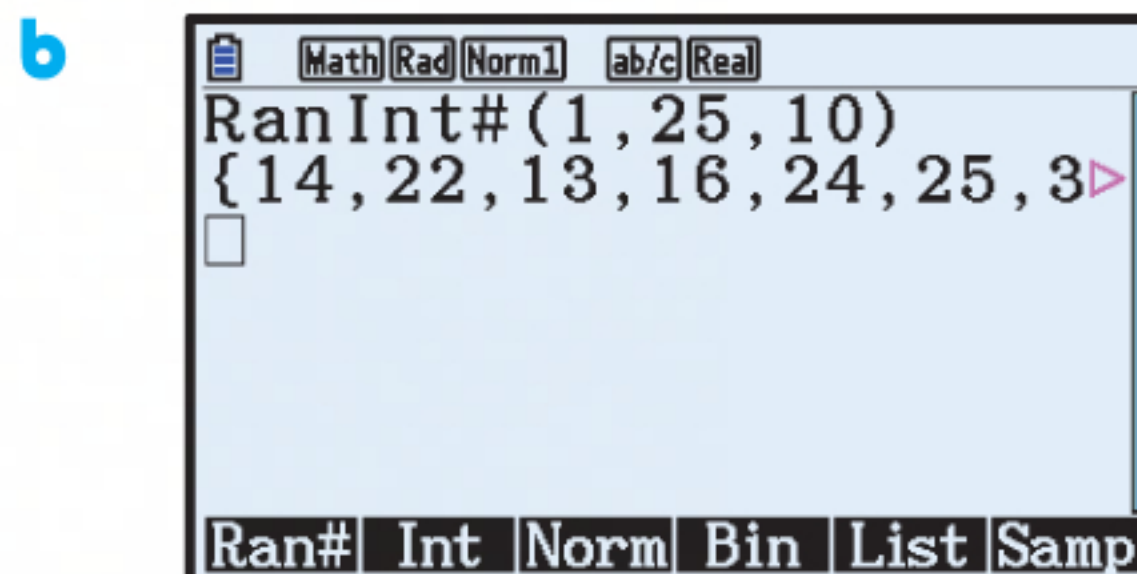 b
Math Rad Norm1 ab/c Real
RanInt#(1,25,10)
{14,22,13,16,24,25,3▷
Ran# Int Norm Bin List Samp